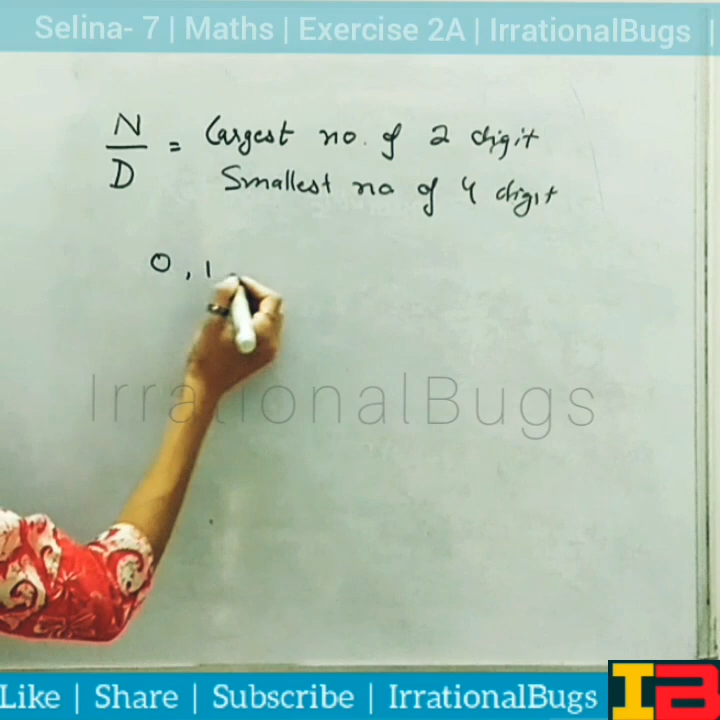 Selina- 7 | Maths | Exercise 2A | IrrationalBugs |
N/D = Largest no. of 2 digit
Smallest no of 4 digit
0, 1
IrrationalBugs
Like | Share | Subscribe | IrrationalBugs
IB